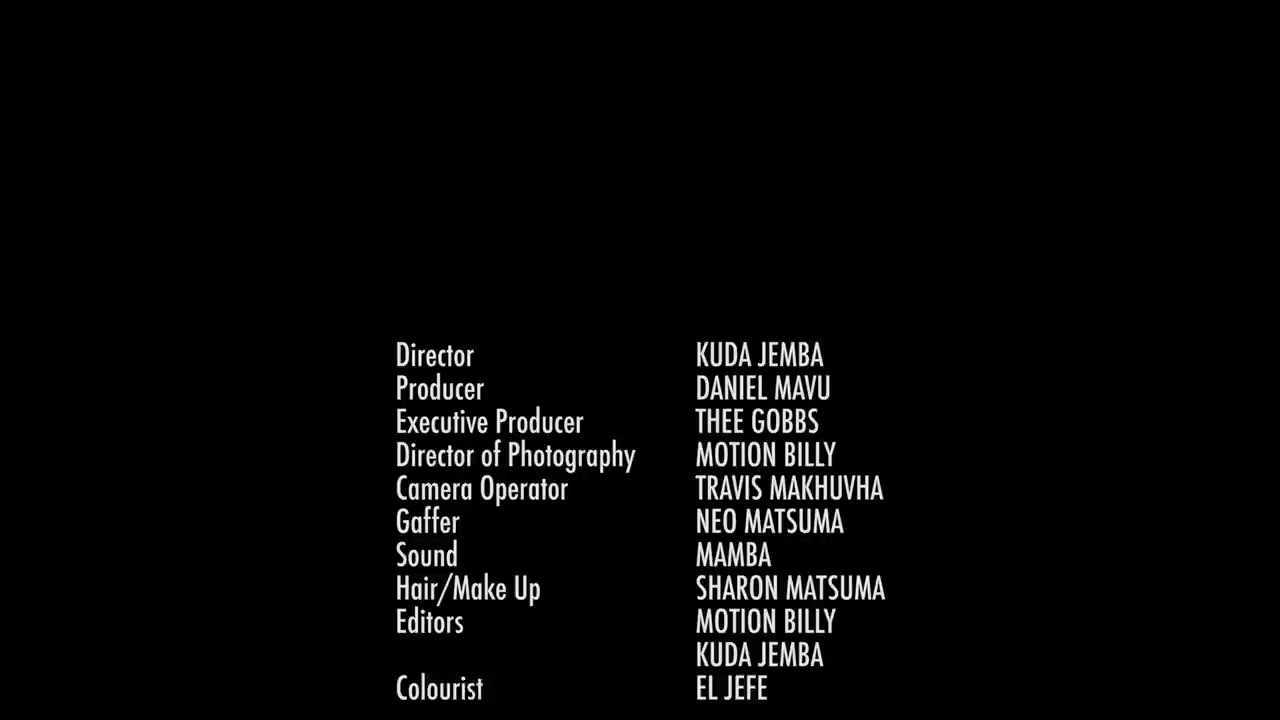 Director KUDA JEMBA
Producer DANIEL MAVU
Executive Producer THEE GOBBS
Director of Photography MOTION BILLY
Camera Operator TRAVIS MAKHUVHA
Gaffer NEO MATSUMA
Sound MAMBA
Hair/Make Up SHARON MATSUMA
Editors MOTION BILLY
KUDA JEMBA
Colourist EL JEFE